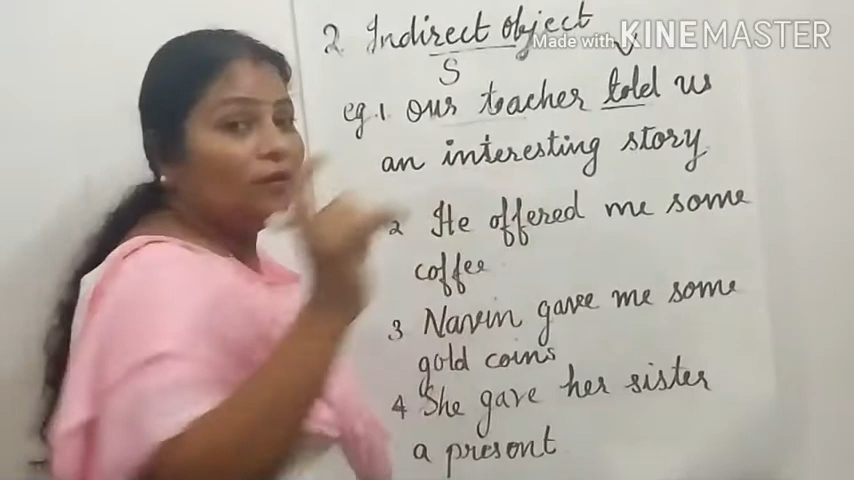 2 Indirect object
Made with KINEMASTER
S
eg.1 Our teacher told us
an interesting story.
2 He offered me some
coffee
3 Navin gave me some
gold coins
4 She gave her sister
a present